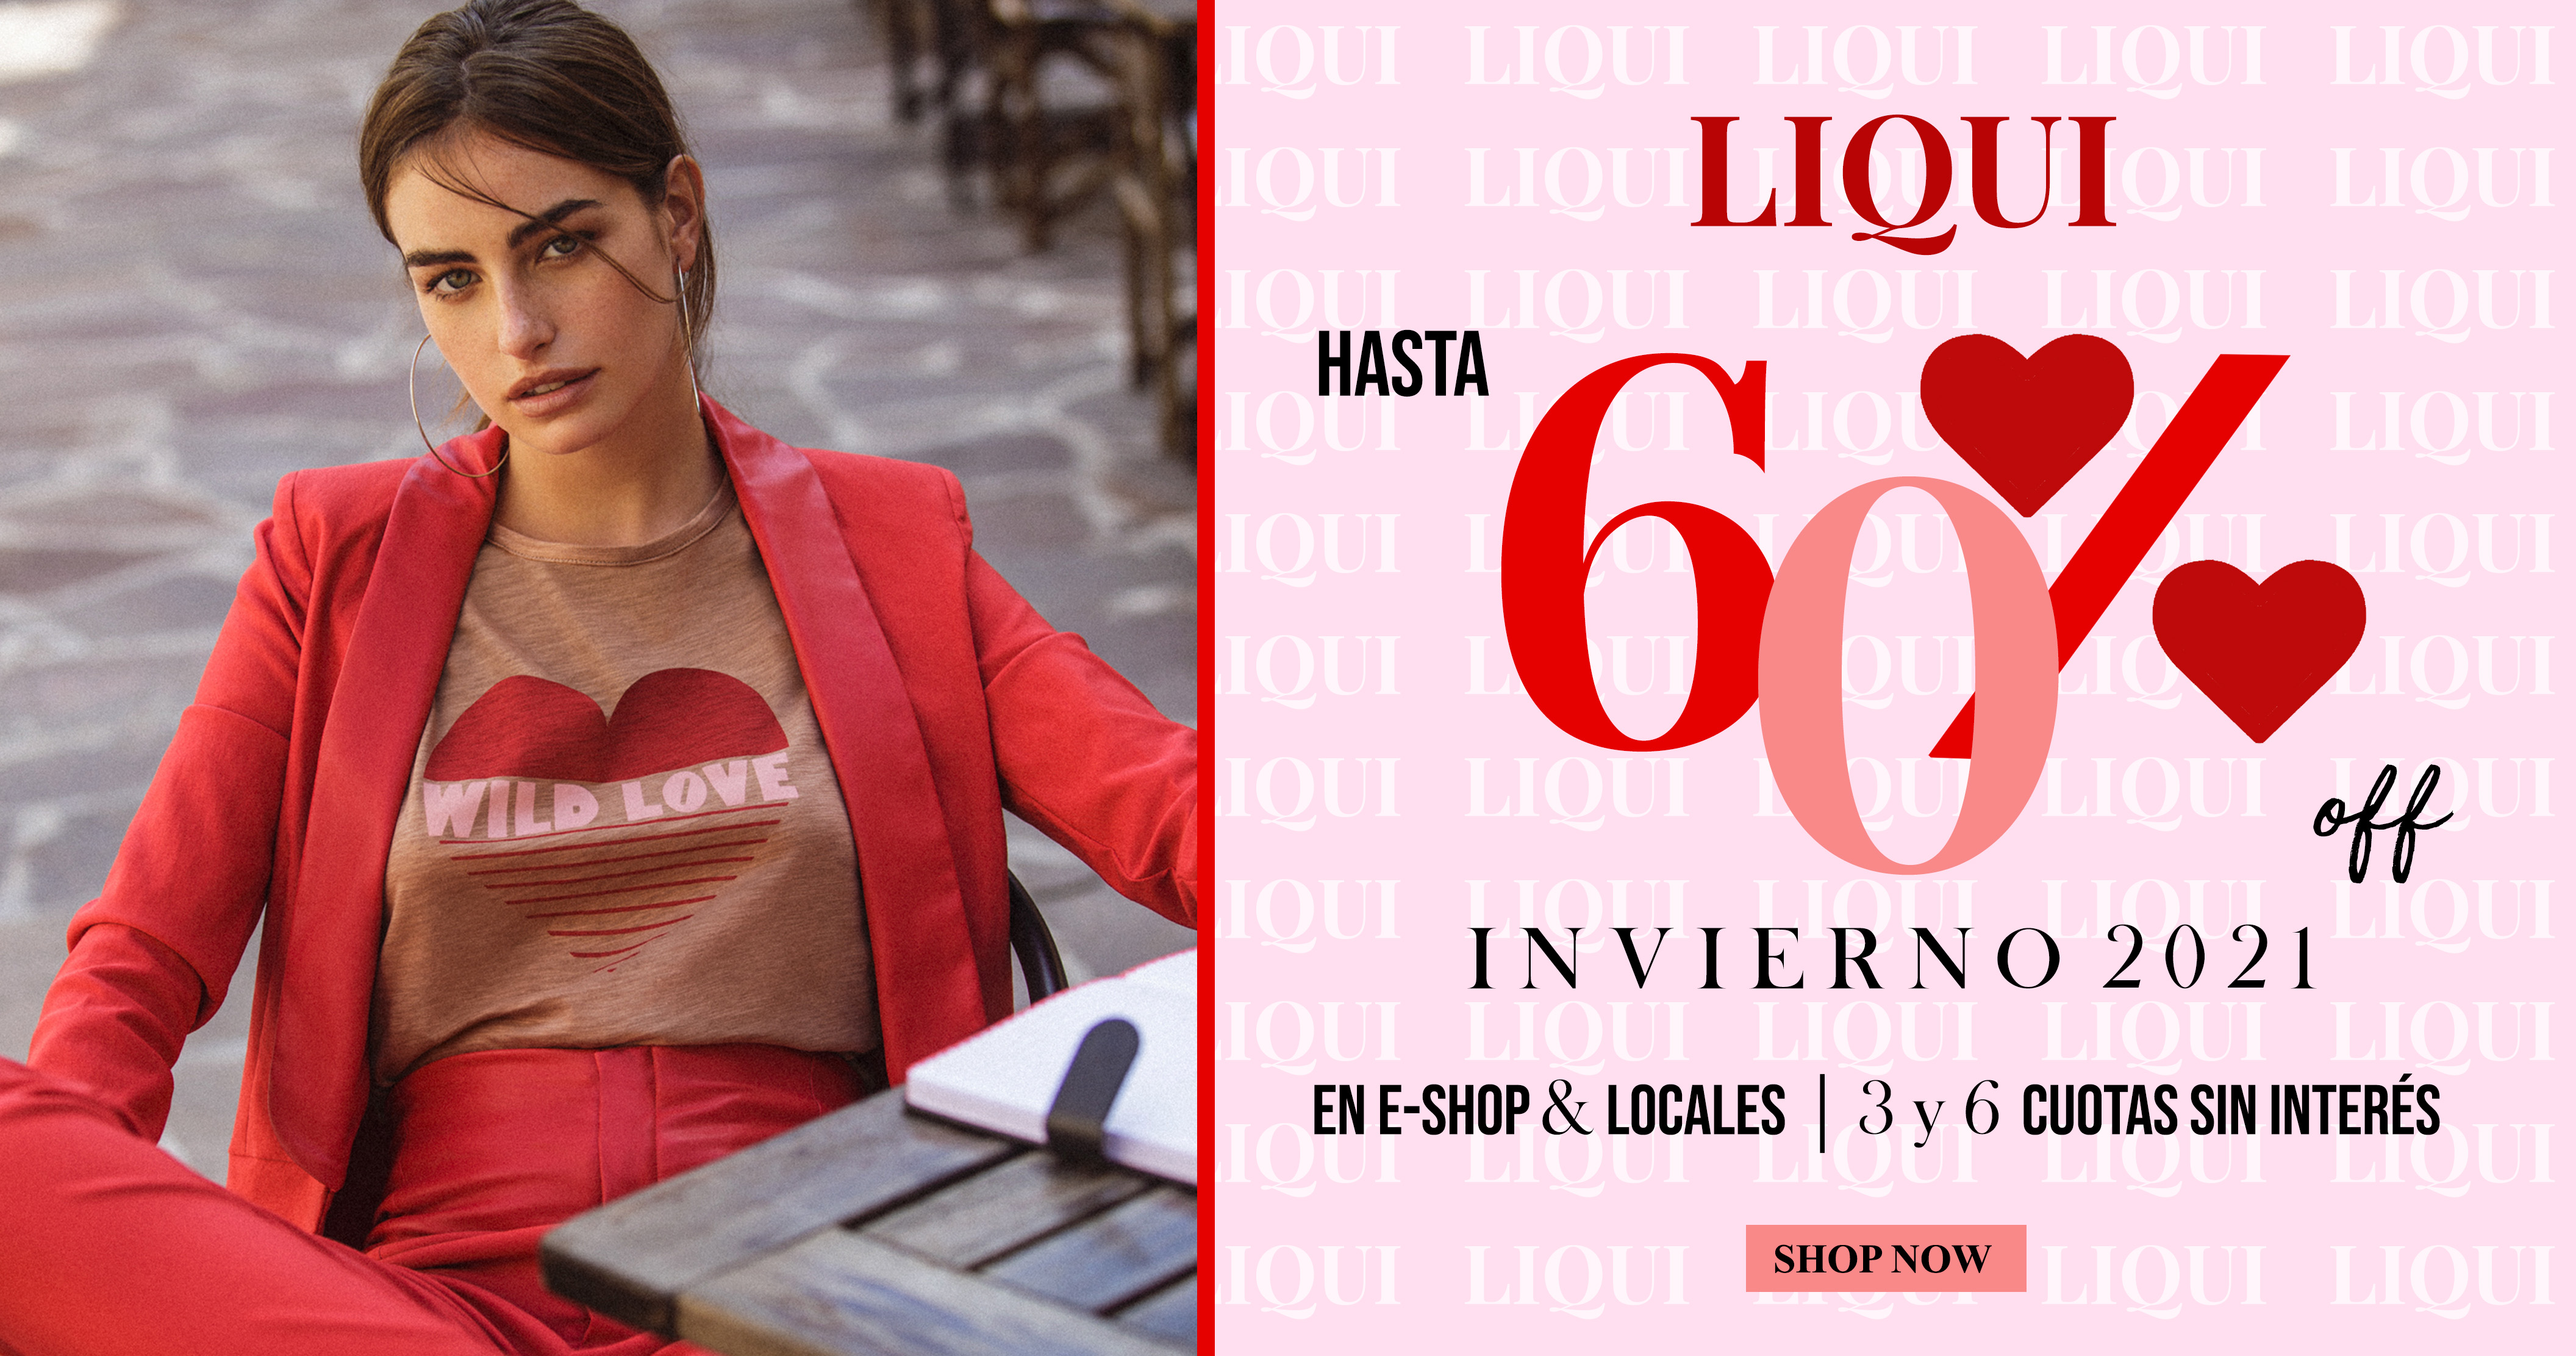 WILD LOVE
LIQUI
HASTA
60%
off
INVIERNO 2021
EN E-SHOP & LOCALES | 3 y 6 CUOTAS SIN INTERÉS
SHOP NOW